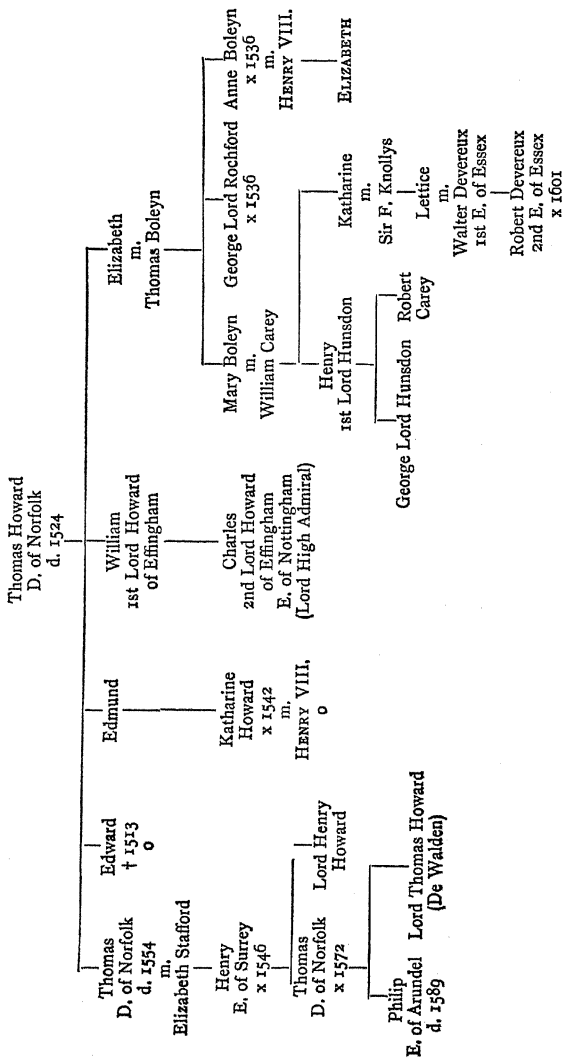 Thomas Howard
D. of Norfolk
d. 1524
Thomas
D. of Norfolk
d. 1554
m.
Elizabeth Stafford
Edward
† 1513
o
Edmund
William
1st Lord Howard
of Effingham
Elizabeth
m.
Thomas Boleyn
Henry
E. of Surrey
x 1546
Katharine
Howard
x 1542
m.
HENRY VIII.
o
Charles
2nd Lord Howard
of Effingham
E. of Nottingham
(Lord High Admiral)
Mary Boleyn
m.
William Carey
George Lord Rochford
x 1536
Anne Boleyn
x 1536
m.
HENRY VIII.
Thomas
D. of Norfolk
x 1572
Lord Henry
Howard
Henry
1st Lord Hunsdon
Katharine
m.
Sir F. Knollys
ELIZABETH
Philip
E. of Arundel
d. 1589
Lord Thomas Howard
(De Walden)
George Lord Hunsdon
Robert
Carey
Lettice
m.
Walter Devereux
1st E. of Essex
Robert Devereux
2nd E. of Essex
x 1601